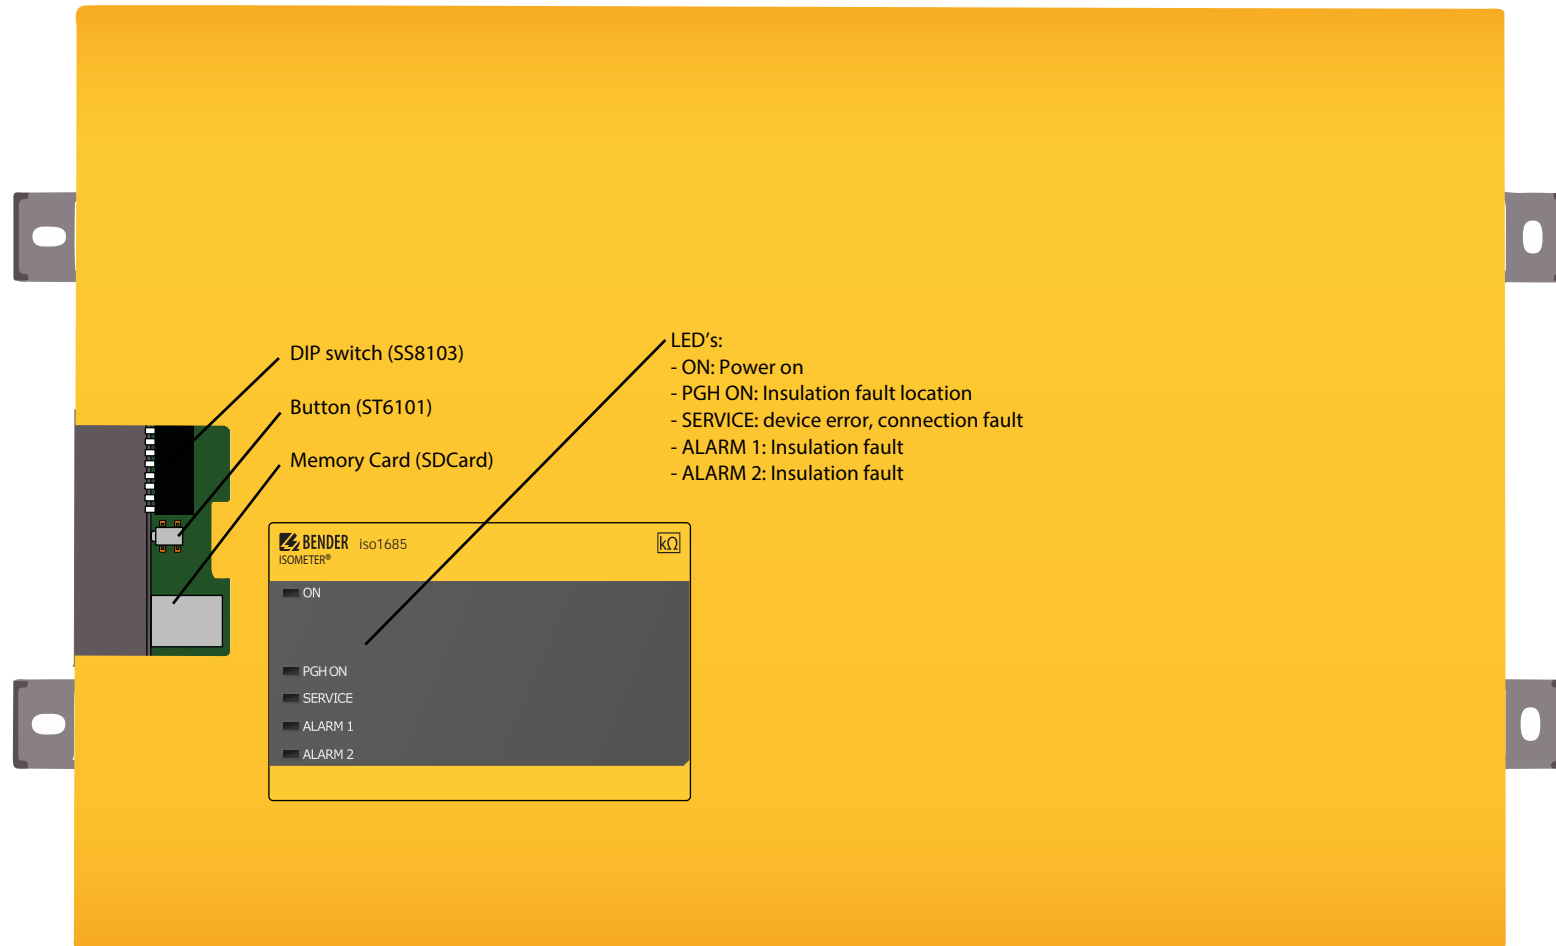 DIP switch (SS8103)
Button (ST6101)
Memory Card (SDCard)
LED's:
- ON: Power on
- PGH ON: Insulation fault location
- SERVICE: device error, connection fault
- ALARM 1: Insulation fault
- ALARM 2: Insulation fault
BENDER iso1685 kΩ
ISOMETER®
ON
PGH ON
SERVICE
ALARM 1
ALARM 2